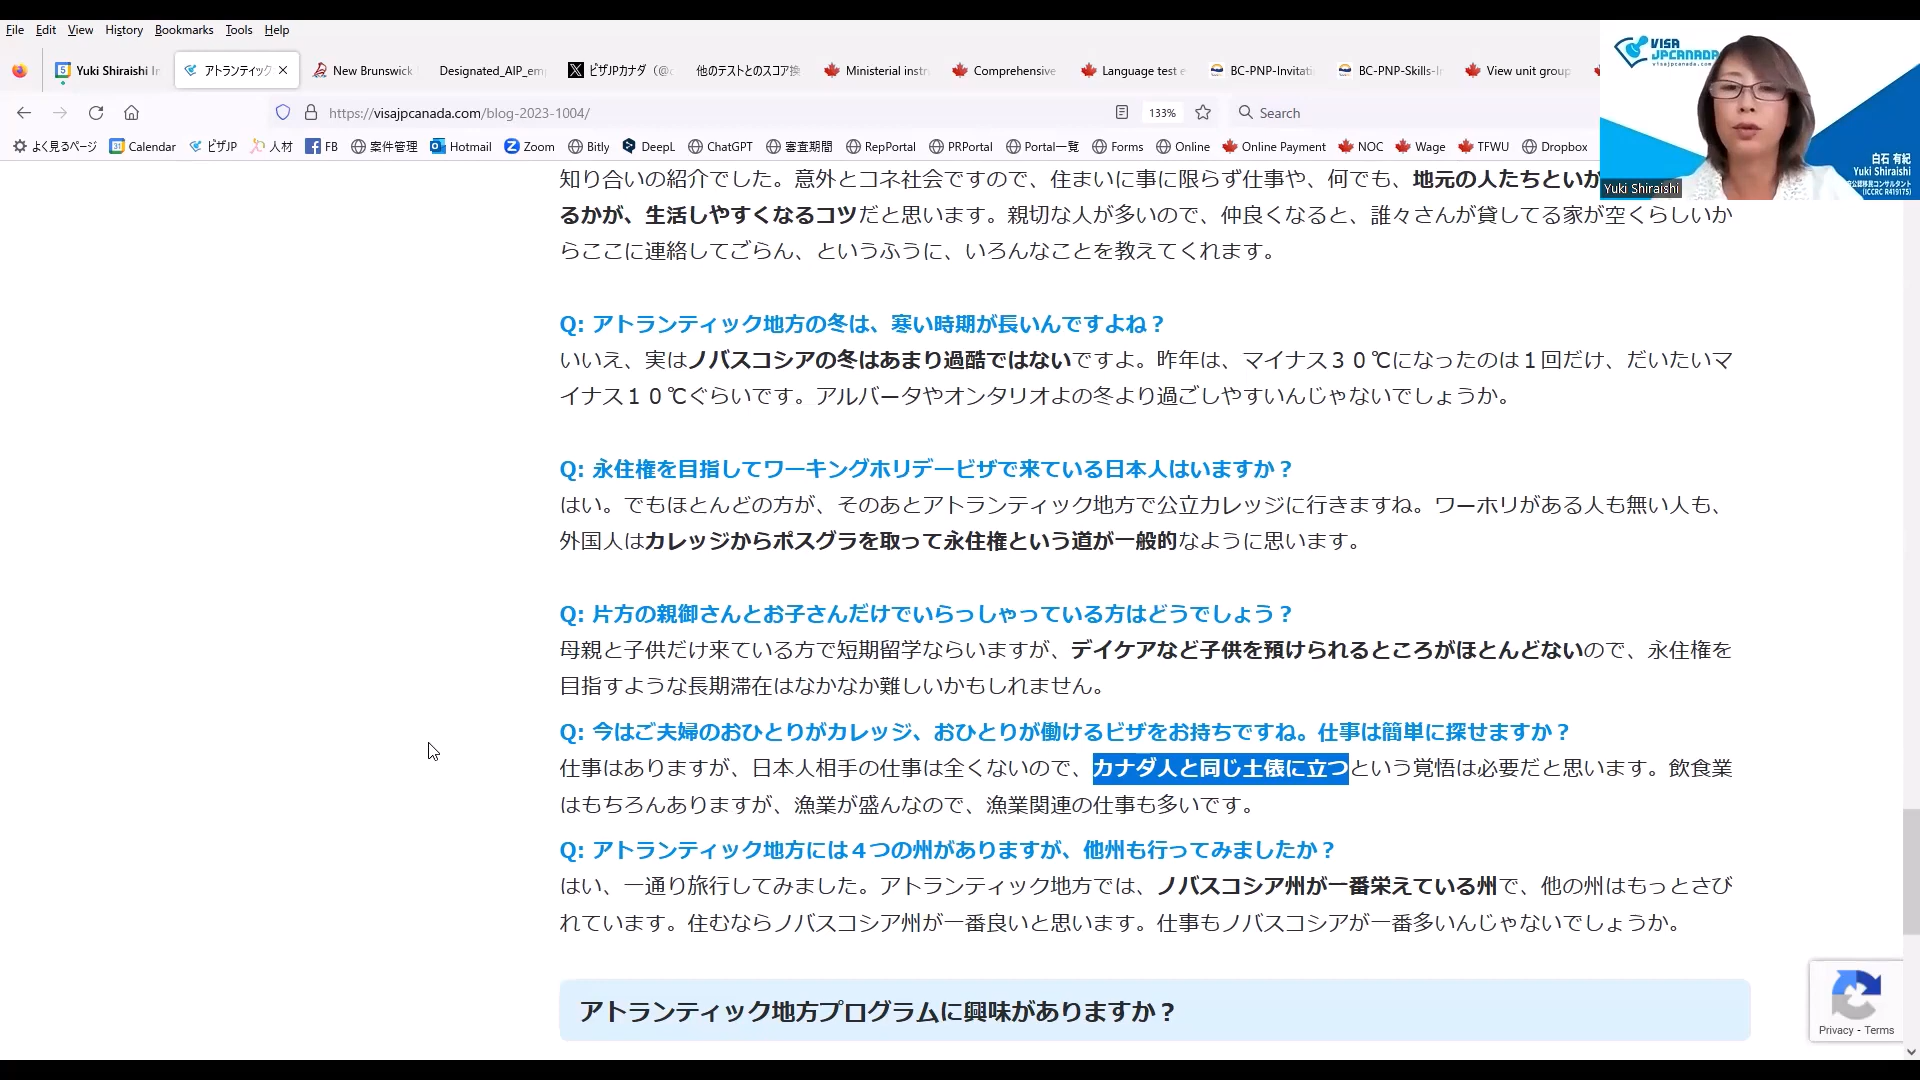 File Edit View History Bookmarks Tools Help
Yuki Shiraishi アトランティック New Brunswick Designated_AIP_em ビザJPカナダ 他のテストとのスコア換 Ministerial instr Comprehensive Language test e BC-PNP-Invitati BC-PNP-Skills-I View unit group
https://visajpcanada.com/blog-2023-1004/ 133% Search
よく見るページ Calendar ビザJP 人材 FB 案件管理 Hotmail Zoom Bitly DeepL ChatGPT 審査期間 RepPortal PRPortal Portal一覧 Forms Online Online Payment NOC Wage TFWU Dropbox
VISA
JPCANADA
visajpcanada.com
白石 有紀
Yuki Shiraishi
公認移民コンサルタント
(ICCRC R419175)
Yuki Shiraishi
知り合いの紹介でした。意外とコネ社会ですので、住まいに事に限らず仕事や、何でも、地元の人たちといか
るかが、生活しやすくなるコツだと思います。親切な人が多いので、仲良くなると、誰々さんが貸してる家が空くらしいか
らここに連絡してごらん、というふうに、いろんなことを教えてくれます。
Q: アトランティック地方の冬は、寒い時期が長いんですよね？
いいえ、実はノバスコシアの冬はあまり過酷ではないですよ。昨年は、マイナス３０℃になったのは１回だけ、だいたいマ
イナス１０℃ぐらいです。アルバータやオンタリオよの冬より過ごしやすいんじゃないでしょうか。
Q: 永住権を目指してワーキングホリデービザで来ている日本人はいますか？
はい。でもほとんどの方が、そのあとアトランティック地方で公立カレッジに行きますね。ワーホリがある人も無い人も、
外国人はカレッジからポスグラを取って永住権という道が一般的なように思います。
Q: 片方の親御さんとお子さんだけでいらっしゃっている方はどうでしょう？
母親と子供だけ来ている方で短期留学ならいますが、デイケアなど子供を預けられるところがほとんどないので、永住権を
目指すような長期滞在はなかなか難しいかもしれません。
Q: 今はご夫婦のおひとりがカレッジ、おひとりが働けるビザをお持ちですね。仕事は簡単に探せますか？
仕事はありますが、日本人相手の仕事は全くないので、カナダ人と同じ土俵に立つという覚悟は必要だと思います。飲食業
はもちろんありますが、漁業が盛んなので、漁業関連の仕事も多いです。
Q: アトランティック地方には４つの州がありますが、他州も行ってみましたか？
はい、一通り旅行してみました。アトランティック地方では、ノバスコシア州が一番栄えている州で、他の州はもっとさび
れています。住むならノバスコシア州が一番良いと思います。仕事もノバスコシアが一番多いんじゃないでしょうか。
アトランティック地方プログラムに興味がありますか？
Privacy - Terms